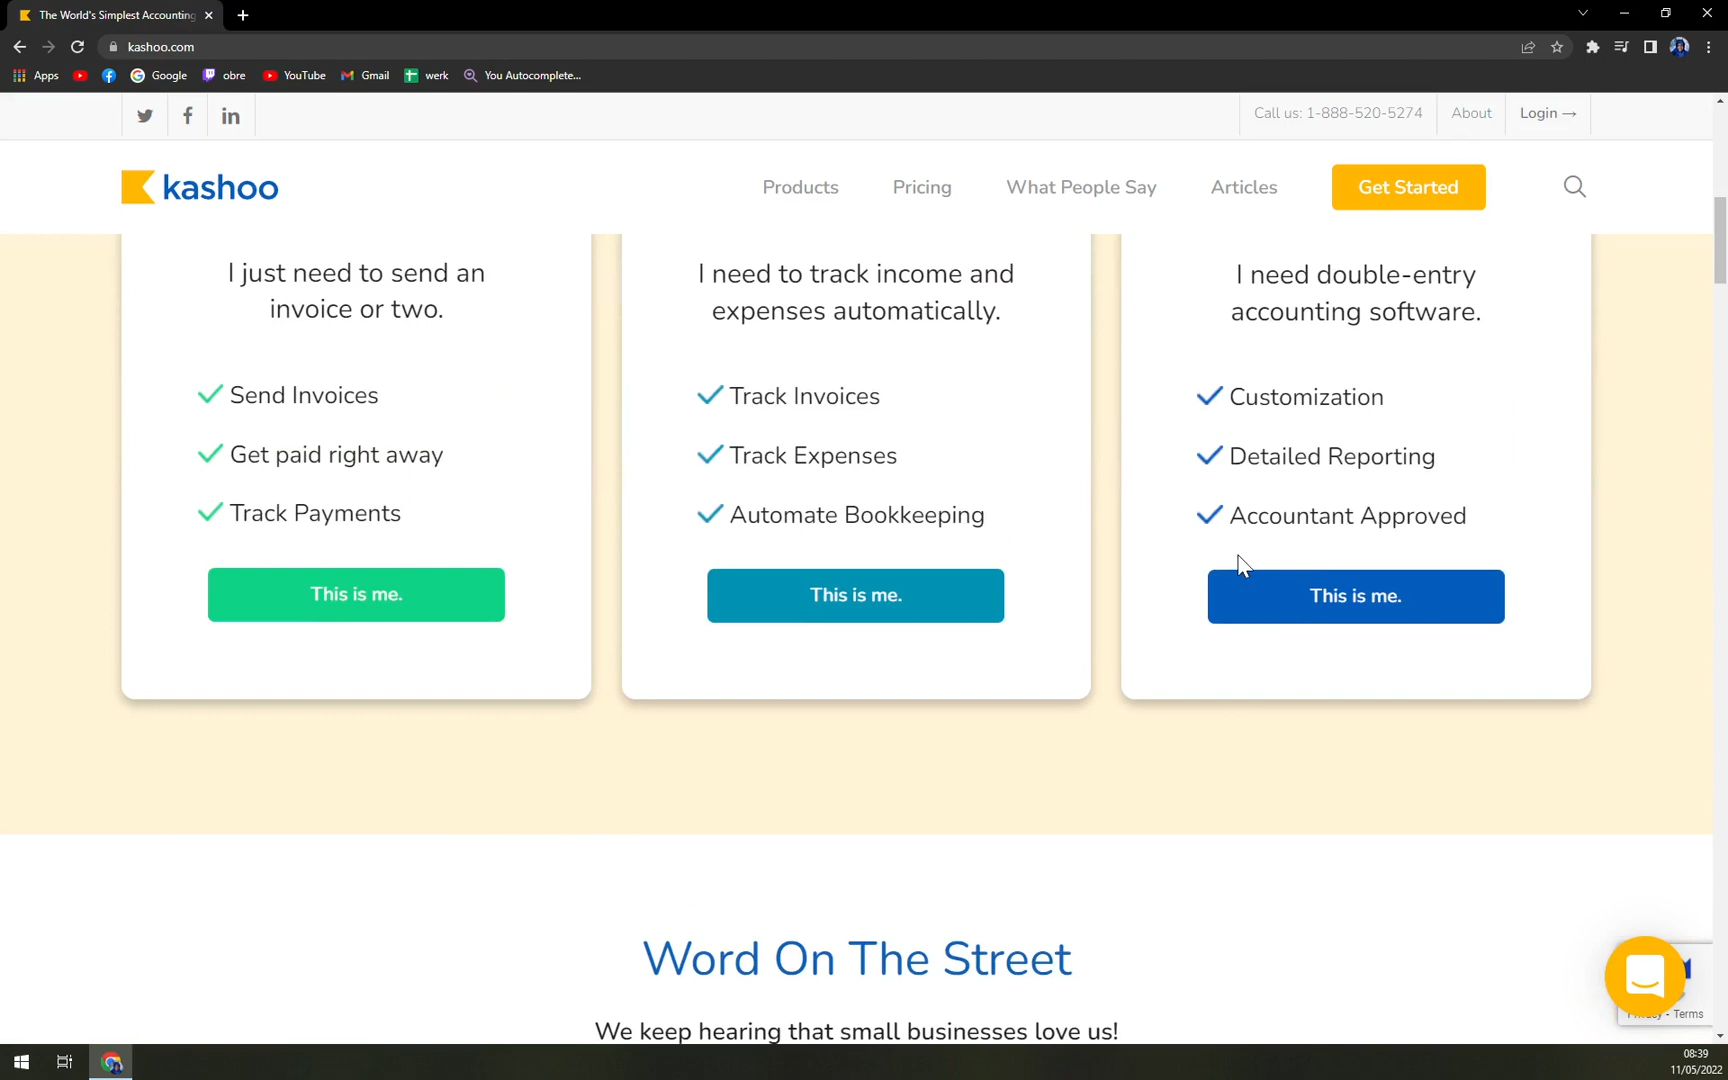 The World's Simplest Accounting
kashoo.com
Apps
Google
obre
YouTube
Gmail
werk
You Autocomplete...
Call us: 1-888-520-5274
About
Login →
kashoo
Products
Pricing
What People Say
Articles
Get Started
I just need to send an
invoice or two.
Send Invoices
Get paid right away
Track Payments
This is me.
I need to track income and
expenses automatically.
Track Invoices
Track Expenses
Automate Bookkeeping
This is me.
I need double-entry
accounting software.
Customization
Detailed Reporting
Accountant Approved
This is me.
Word On The Street
We keep hearing that small businesses love us!
Privacy - Terms
08:39
11/05/2022